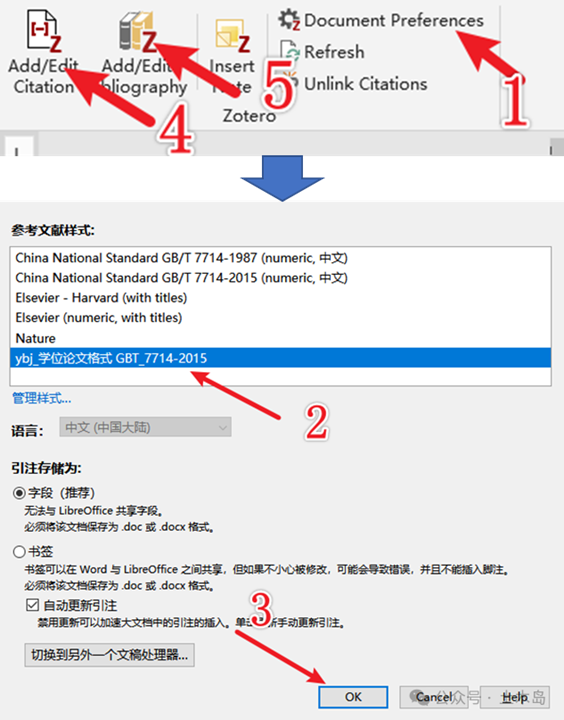 Document Preferences
Refresh
Unlink Citations
Add/Edit
Citation
Add/Edit
Bibliography
Insert
Note
Zotero
1
4
5
参考文献样式:
China National Standard GB/T 7714-1987 (numeric, 中文)
China National Standard GB/T 7714-2015 (numeric, 中文)
Elsevier - Harvard (with titles)
Elsevier (numeric, with titles)
Nature
ybj_学位论文格式 GBT_7714-2015
2
管理样式...
语言:
中文 (中国大陆)
引注存储为:
字段（推荐）
无法与 LibreOffice 共享字段。
必须将该文档保存为 .doc 或 .docx 格式。
书签
书签可以在 Word 与 LibreOffice 之间共享，但如果不小心被修改，可能会导致错误，并且不能插入脚注。
必须将该文档保存为 .doc 或 .docx 格式。
自动更新引注
禁用更新可以加速大文档中的引注的插入。单击刷新手动更新引注。
3
切换到另外一个文稿处理器...
OK
Cancel
Help
公众号